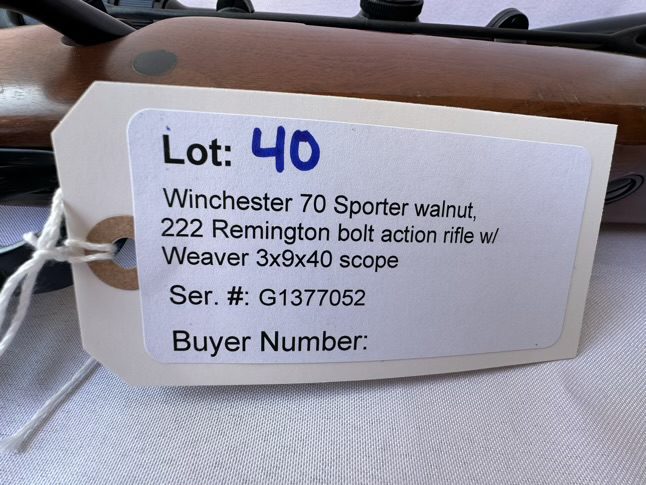 Lot: 40
Winchester 70 Sporter walnut,
222 Remington bolt action rifle w/
Weaver 3x9x40 scope
Ser. #: G1377052
Buyer Number: